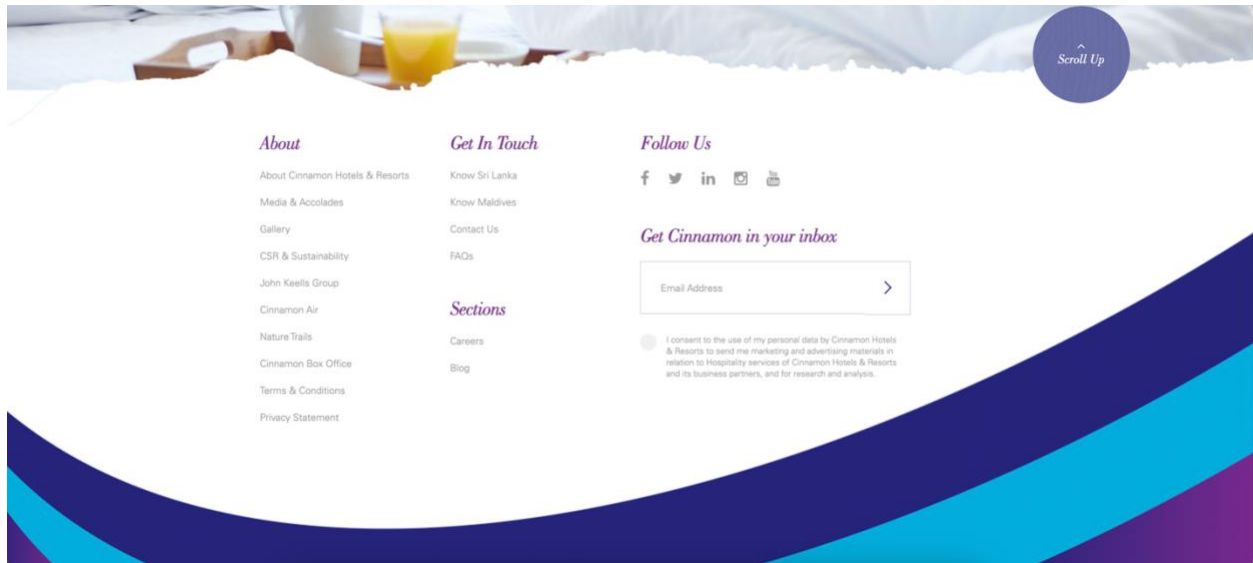 Scroll Up
About
About Cinnamon Hotels & Resorts
Media & Accolades
Gallery
CSR & Sustainability
John Keells Group
Cinnamon Air
Nature Trails
Cinnamon Box Office
Terms & Conditions
Privacy Statement
Get In Touch
Know Sri Lanka
Know Maldives
Contact Us
FAQs
Sections
Careers
Blog
Follow Us
f
in
You
Tube
Get Cinnamon in your inbox
Email Address
I consent to the use of my personal data by Cinnamon Hotels
& Resorts to send me marketing and advertising materials in
relation to Hospitality services of Cinnamon Hotels & Resorts
and its business partners, and for research and analysis.